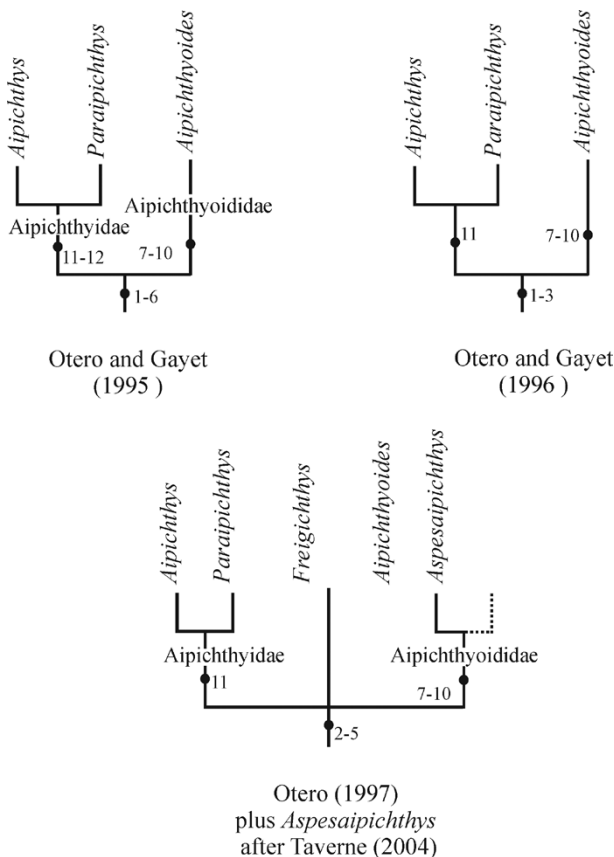 Aipichthys
Paraipichthys
Aipichthyoides
Aipichthyidae
Aipichthyoididae
11-12
7-10
1-6
Otero and Gayet
(1995 )
Aipichthys
Paraipichthys
Aipichthyoides
11
7-10
1-3
Otero and Gayet
(1996)
Aipichthys
Paraipichthys
Freigichthys
Aipichthyoides
Aspesaipichthys
Aipichthyidae
Aipichthyoididae
11
7-10
2-5
Otero (1997)
plus Aspesaipichthys
after Taverne (2004)